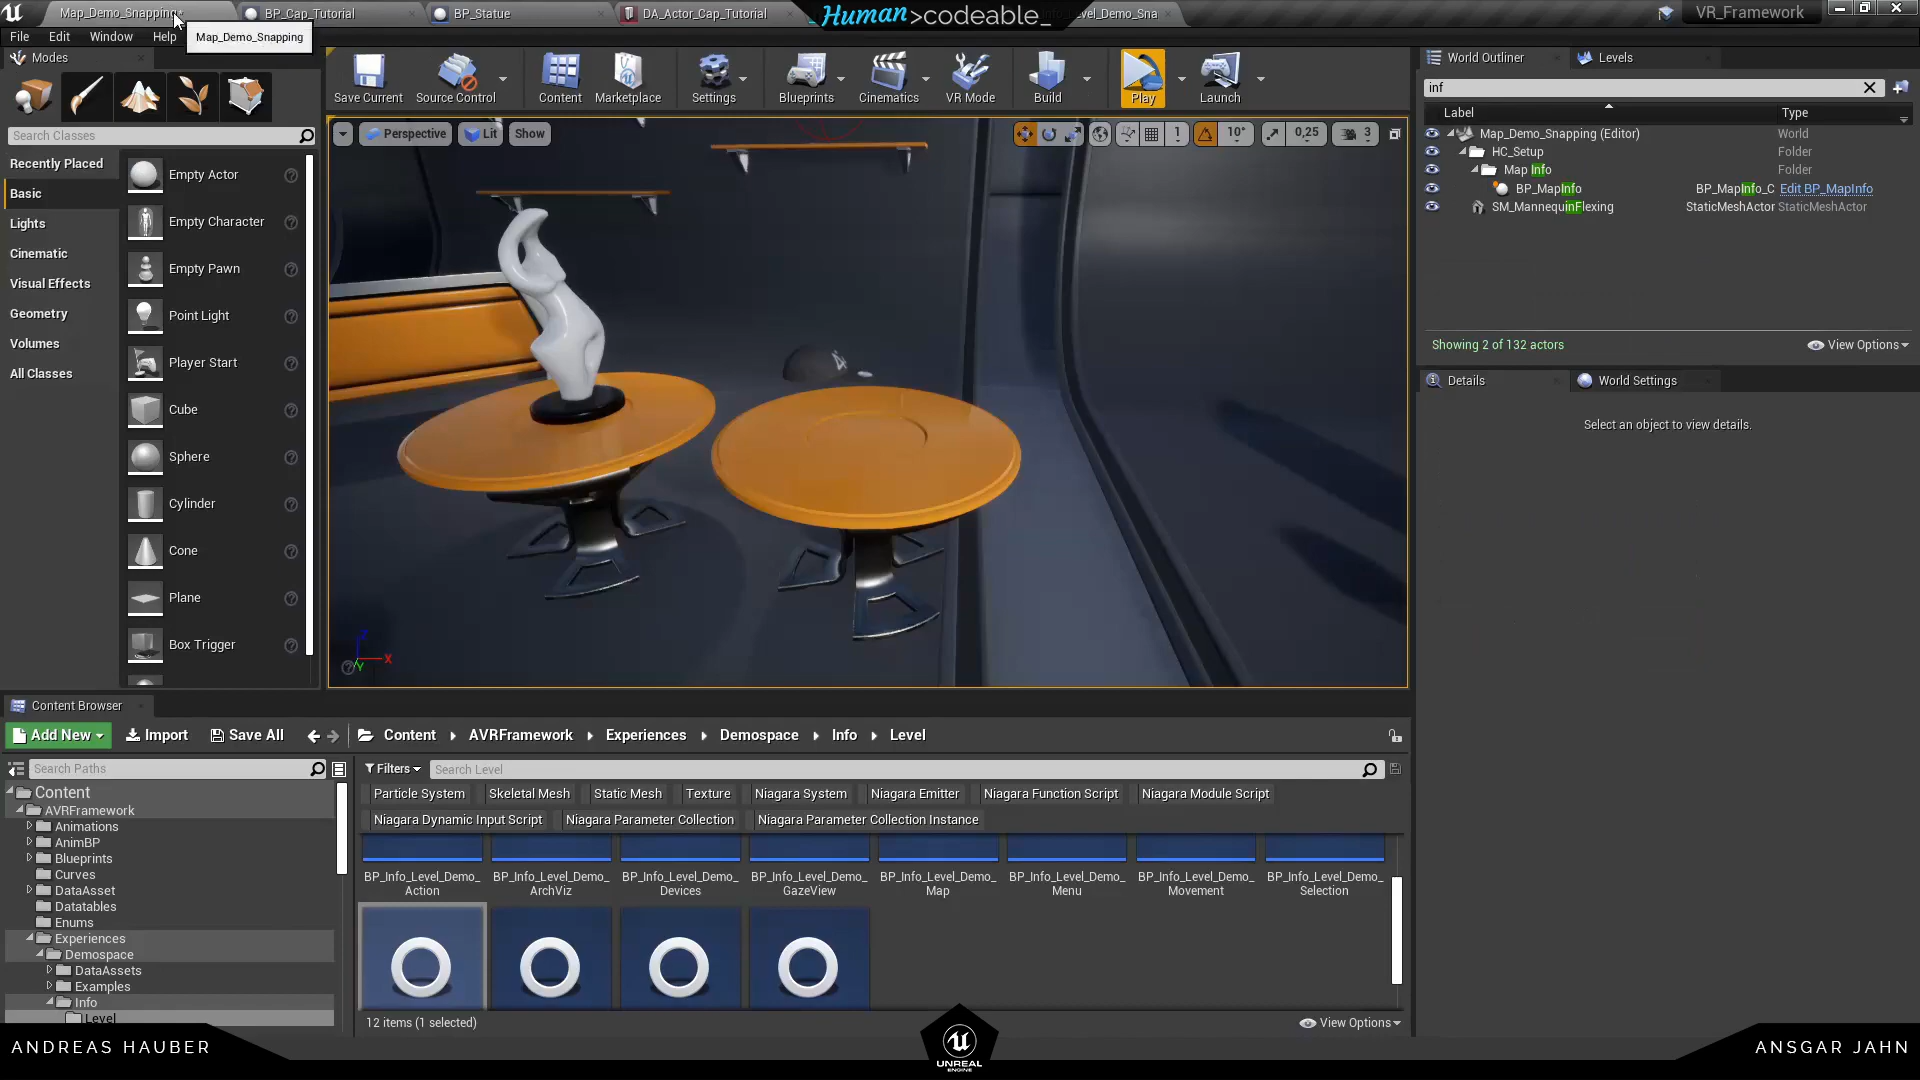 Map_Demo_Snapping*
BP_Cap_Tutorial
BP_Statue
DA_Actor_Cap_Tutorial
Human>codeable_
nfo_Level_Demo_Sna
VR_Framework
File Edit Window Help
Map_Demo_Snapping
Modes
Search Classes
Recently Placed
Basic
Lights
Cinematic
Visual Effects
Geometry
Volumes
All Classes
Empty Actor
Empty Character
Empty Pawn
Point Light
Player Start
Cube
Sphere
Cylinder
Cone
Plane
Box Trigger
Save Current
Source Control
Content
Marketplace
Settings
Blueprints
Cinematics
VR Mode
Build
Play
Launch
Perspective
Lit
Show
1
10°
0,25
3
X
Y
World Outliner
Levels
inf
Label
Type
Map_Demo_Snapping (Editor) World
HC_Setup Folder
Map Info Folder
BP_MapInfo BP_MapInfo_C Edit BP_MapInfo
SM_MannequinFlexing StaticMeshActor StaticMeshActor
Showing 2 of 132 actors
View Options
Details
World Settings
Select an object to view details.
Content Browser
Add New
Import
Save All
Content
AVRFramework
Experiences
Demospace
Info
Level
Search Paths
Content
AVRFramework
Animations
AnimBP
Blueprints
Curves
DataAsset
Datatables
Enums
Experiences
Demospace
DataAssets
Examples
Info
Level
Filters
Search Level
Particle System
Skeletal Mesh
Static Mesh
Texture
Niagara System
Niagara Emitter
Niagara Function Script
Niagara Module Script
Niagara Dynamic Input Script
Niagara Parameter Collection
Niagara Parameter Collection Instance
BP_Info_Level_Demo_
Action
BP_Info_Level_Demo_
ArchViz
BP_Info_Level_Demo_
Devices
BP_Info_Level_Demo_
GazeView
BP_Info_Level_Demo_
Map
BP_Info_Level_Demo_
Menu
BP_Info_Level_Demo_
Movement
BP_Info_Level_Demo_
Selection
12 items (1 selected)
View Options
ANDREAS HAUBER
UNREAL
ENGINE
ANSGAR JAHN